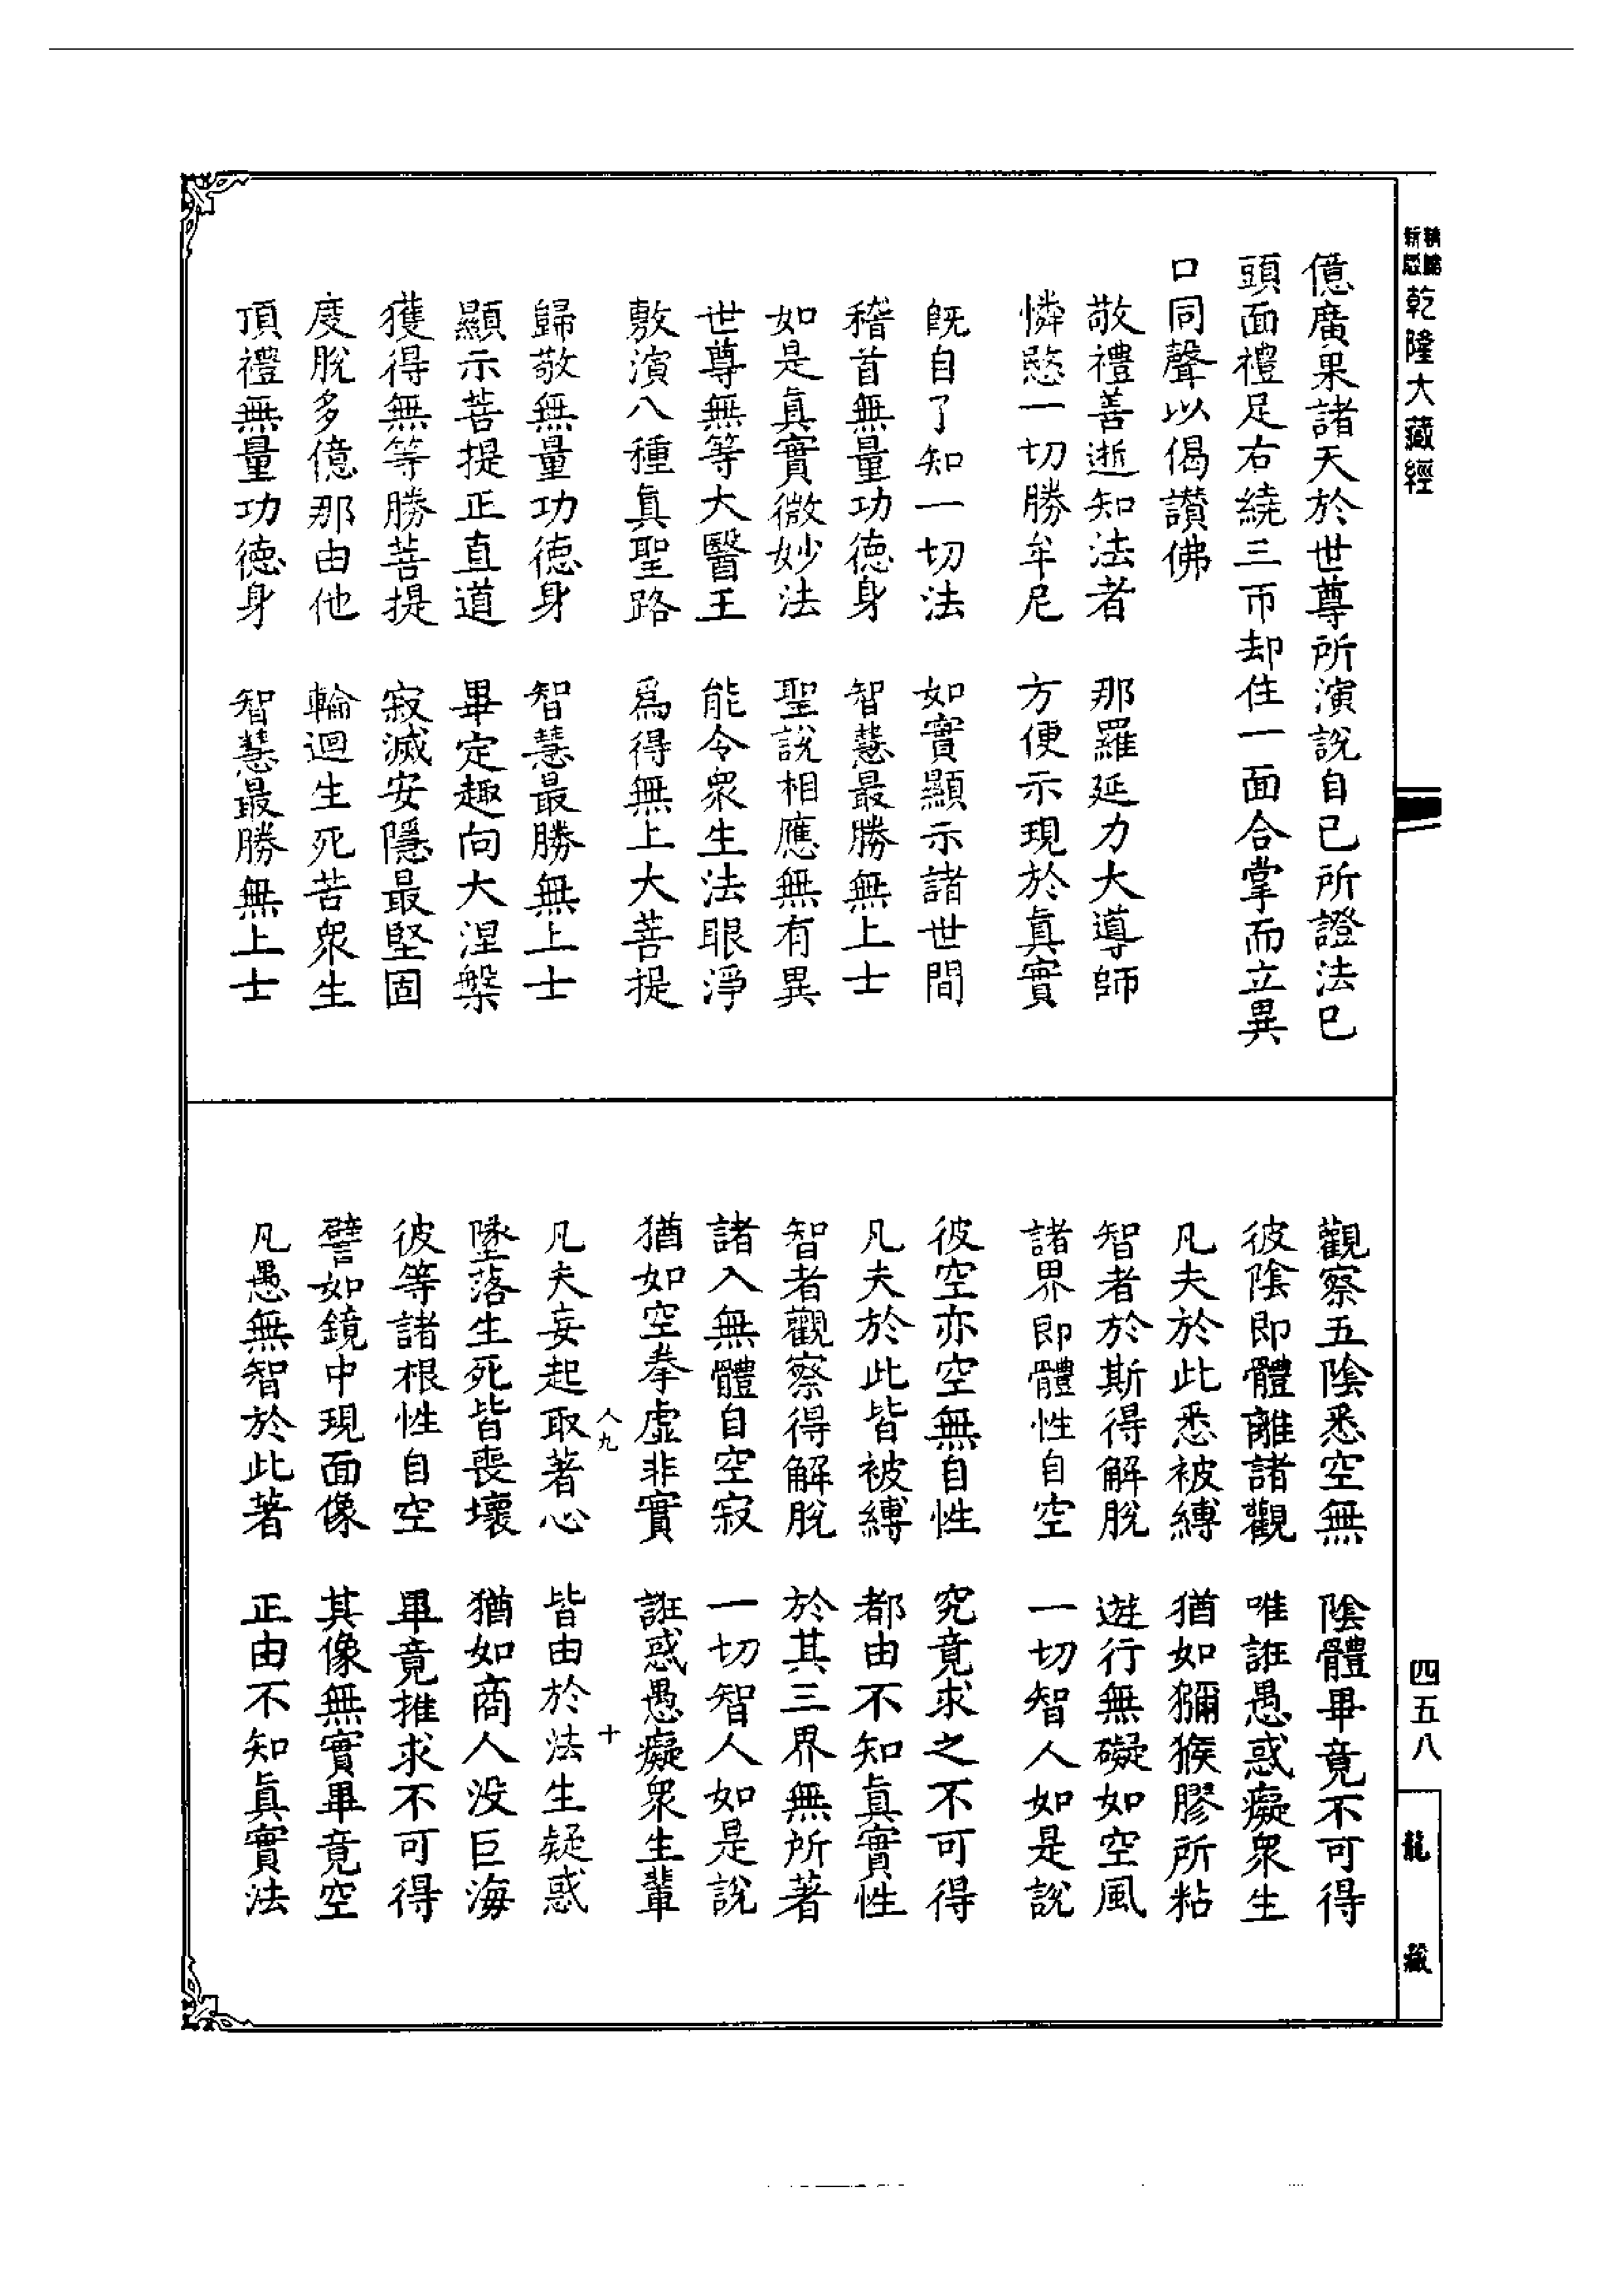 乾隆大藏經
億廣果諸天於世尊所演說自已所證法已
頭面禮足右繞三帀却住一面合掌而立異
口同聲以偈讚佛
敬禮善逝知法者　那羅延力大導師
憐愍一切勝牟尼　方便示現於真實
既自了知一切法　如實顯示諸世間
稽首無量功德身　智慧最勝無上士
如是真實微妙法　聖說相應無有異
世尊無等大醫王　能令衆生法眼淨
敷演八種真聖路　爲得無上大菩提
歸敬無量功德身　智慧最勝無上士
顯示菩提正直道　畢定趣向大涅槃
獲得無等勝菩提　寂滅安隱最堅固
度脫多億那由他　輪迴生死苦衆生
頂禮無量功德身　智慧最勝無上士
觀察五陰悉空無　陰體畢竟不可得
彼陰即體離諸觀　唯誑愚惑癡衆生
凡夫於此悉被縛　猶如獼猴膠所粘
智者於斯得解脫　遊行無礙如空風
諸界即體性自空　一切智人如是說
彼空亦空無自性　究竟求之不可得
凡夫於此皆被縛　都由不知真實性
智者觀察得解脫　於其三界無所著
諸入無體自空寂　一切智人如是說
猶如空拳虛非實　誑惑愚癡衆生輩
人九　十
凡夫妄起取著心　皆由於法生疑惑
墜落生死皆喪壞　猶如商人没巨海
彼等諸根性自空　畢竟推求不可得
譬如鏡中現面像　其像無實畢竟空
凡愚無智於此著　正由不知真實法
四五八
龍藏